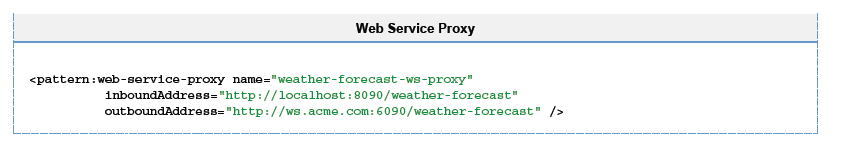 Web Service Proxy
<pattern:web-service-proxy name="weather-forecast-ws-proxy"
inboundAddress="http://localhost:8090/weather-forecast"
outboundAddress="http://ws.acme.com:6090/weather-forecast" />